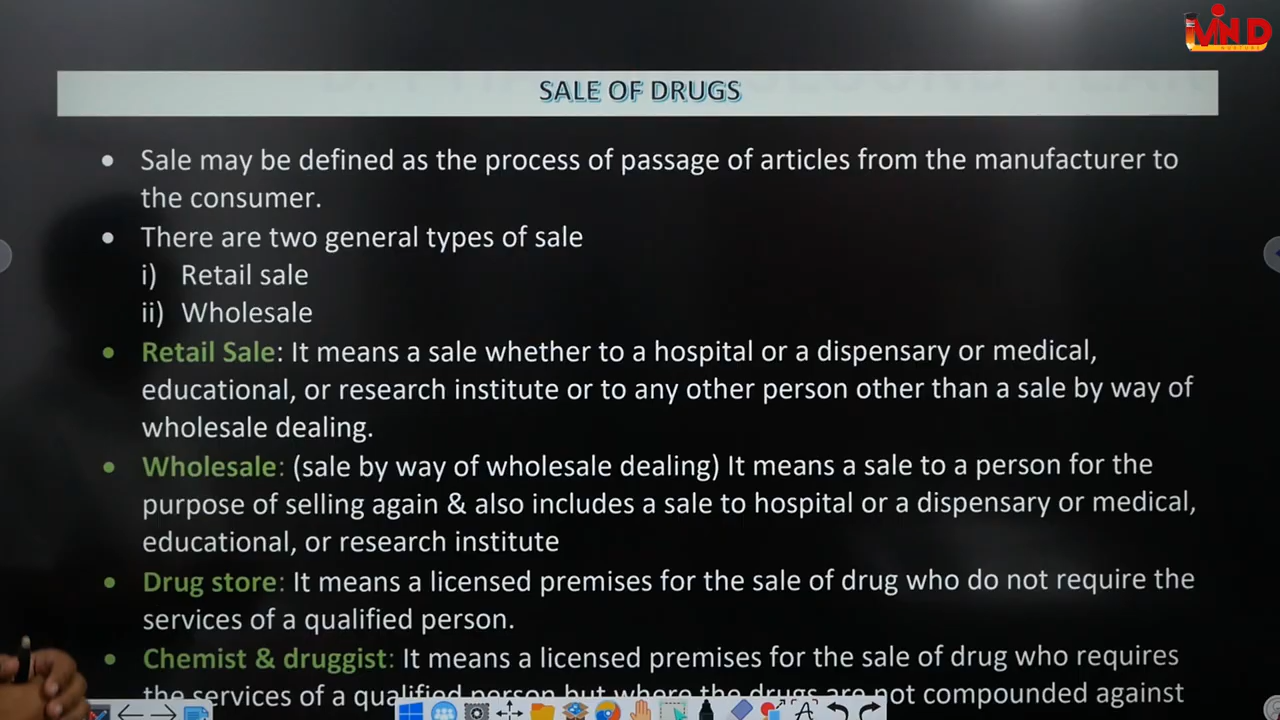 MIND
SALE OF DRUGS
• Sale may be defined as the process of passage of articles from the manufacturer to
the consumer.
• There are two general types of sale
i) Retail sale
ii) Wholesale
• Retail Sale: It means a sale whether to a hospital or a dispensary or medical,
educational, or research institute or to any other person other than a sale by way of
wholesale dealing.
• Wholesale: (sale by way of wholesale dealing) It means a sale to a person for the
purpose of selling again & also includes a sale to hospital or a dispensary or medical,
educational, or research institute
• Drug store: It means a licensed premises for the sale of drug who do not require the
services of a qualified person.
• Chemist & druggist: It means a licensed premises for the sale of drug who requires
the services of a qualified person but where the drugs are not compounded against